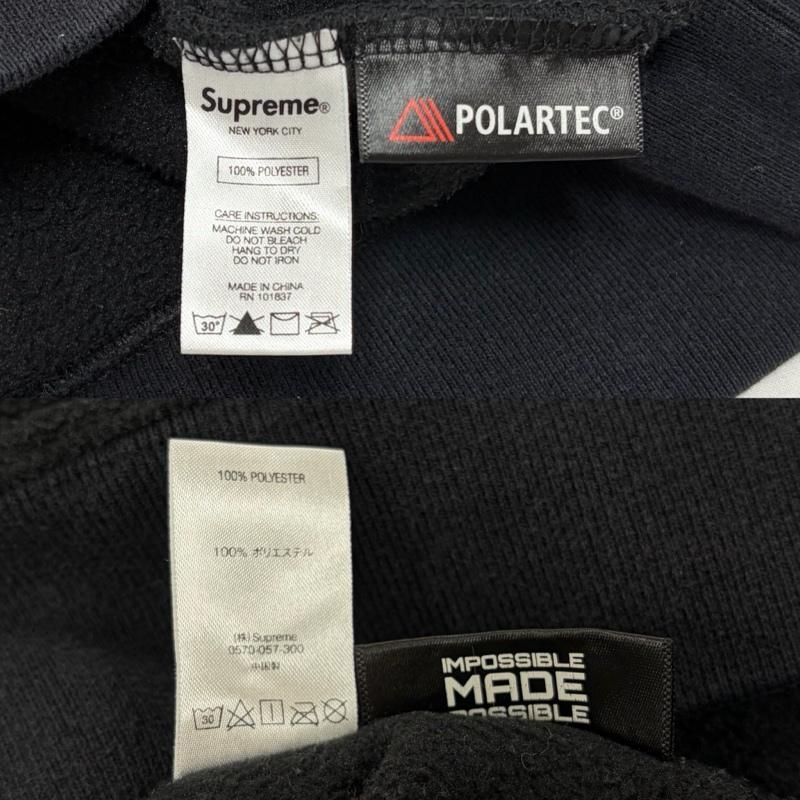 Supreme®
NEW YORK CITY
100% POLYESTER
CARE INSTRUCTIONS:
MACHINE WASH COLD
DO NOT BLEACH
HANG TO DRY
DO NOT IRON
MADE IN CHINA
RN 101837
30°
POLARTEC®
100% POLYESTER
100% ポリエステル
(株)Supreme
0570-057-300
中国製
30
IMPOSSIBLE
MADE
POSSIBLE